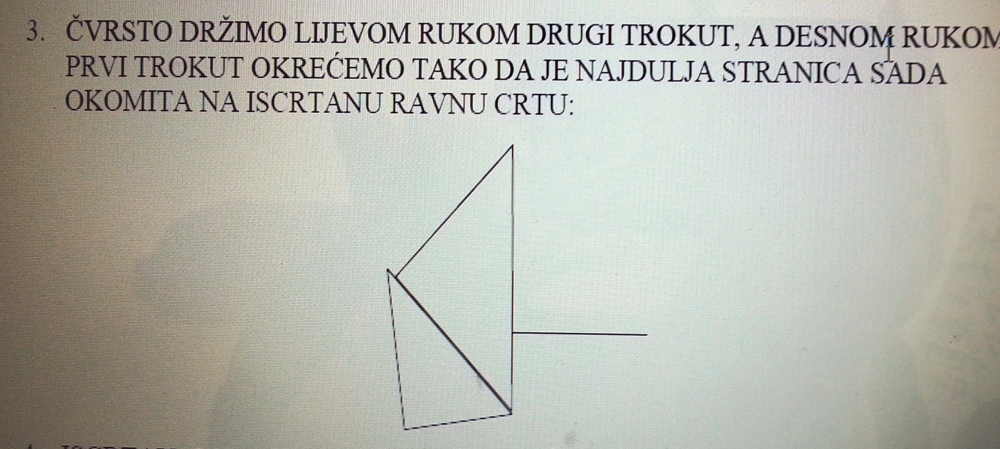 3. ČVRSTO DRŽIMO LIJEVOM RUKOM DRUGI TROKUT, A DESNOM RUKOM
PRVI TROKUT OKREĆEMO TAKO DA JE NAJDULJA STRANICA SADA
OKOMITA NA ISCRTANU RAVNU CRTU: